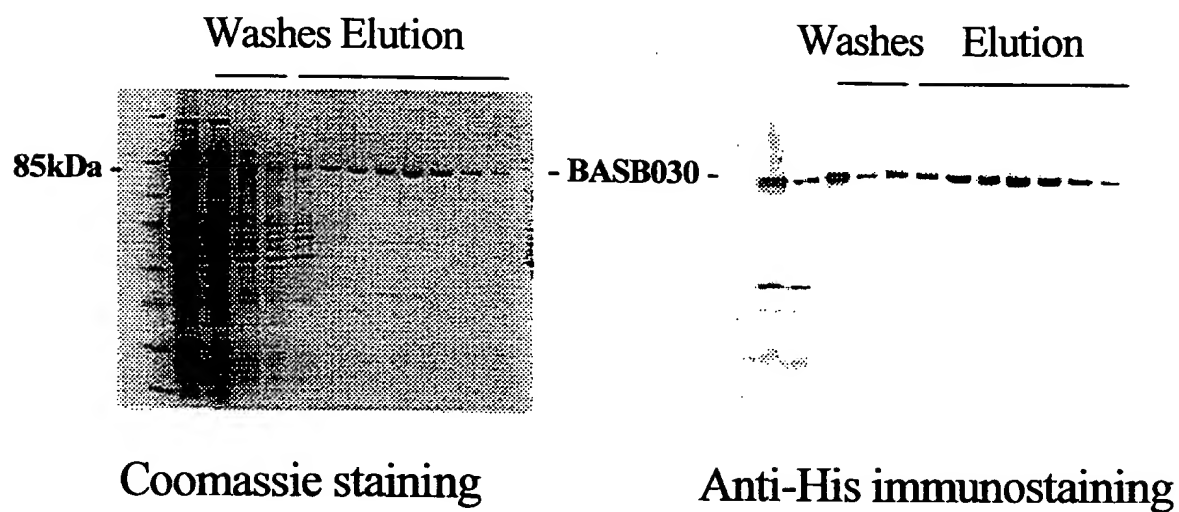 Washes Elution
Washes Elution
85kDa -
- BASB030 -
Coomassie staining
Anti-His immunostaining